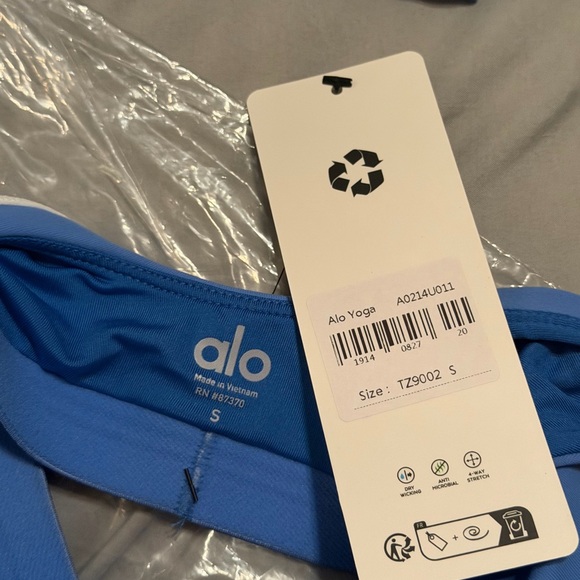 Alo Yoga A0214U011
1914 0827 20
Size : TZ9002 S
DRY
WICKING
ANTI
MICROBIAL
4-WAY
STRETCH
FR
+
alo
Made in Vietnam
RN #87370
S